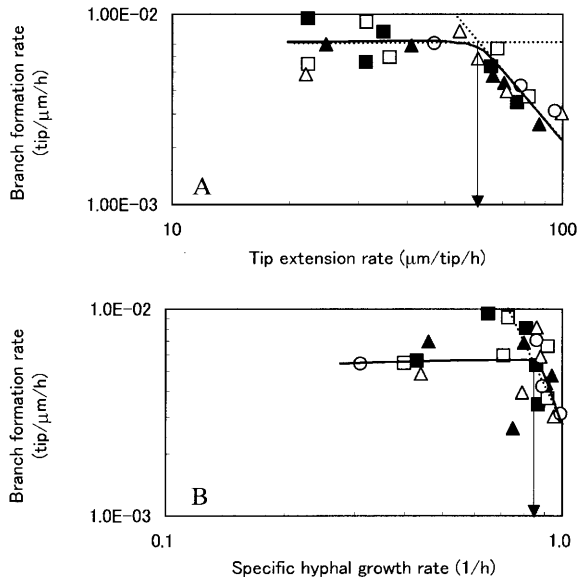 1.00E-02
Branch formation rate
(tip/μm/h)
A
1.00E-03
10
100
Tip extension rate (μm/tip/h)
1.0E-02
Branch formation rate
(tip/μm/h)
B
1.0E-03
0.1
1.0
Specific hyphal growth rate (1/h)